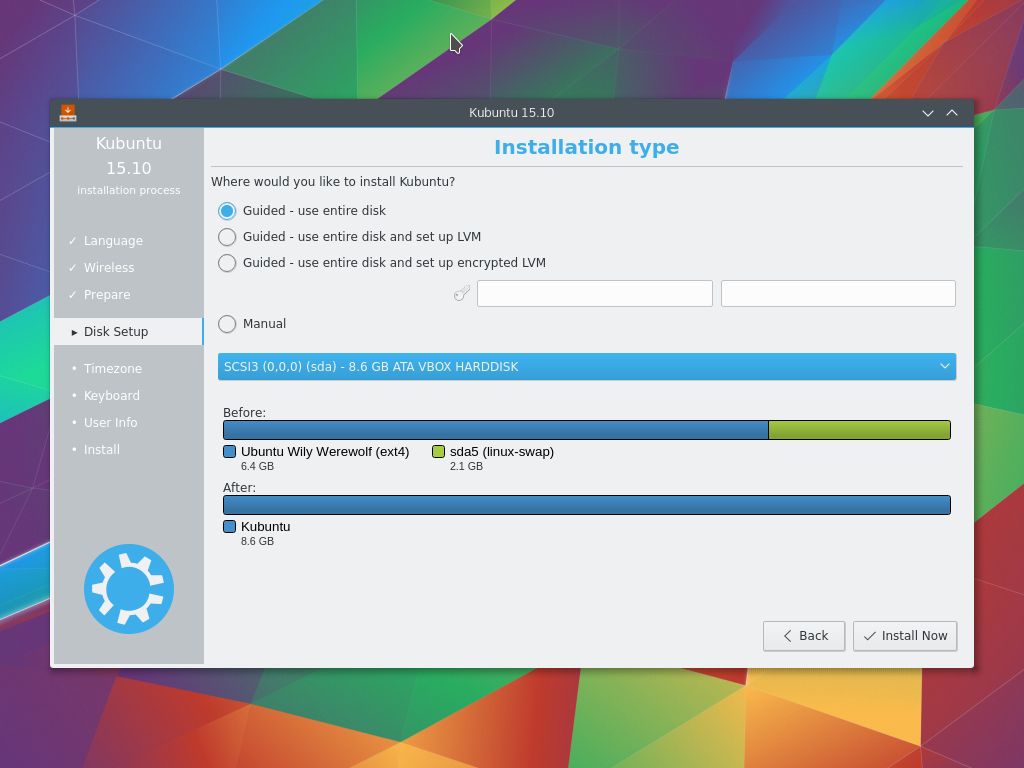 Kubuntu 15.10
Kubuntu
15.10
installation process
✓ Language
✓ Wireless
✓ Prepare
▸ Disk Setup
• Timezone
• Keyboard
• User Info
• Install
Installation type
Where would you like to install Kubuntu?
Guided - use entire disk
Guided - use entire disk and set up LVM
Guided - use entire disk and set up encrypted LVM
Manual
SCSI3 (0,0,0) (sda) - 8.6 GB ATA VBOX HARDDISK
Before:
Ubuntu Wily Werewolf (ext4) sda5 (linux-swap)
6.4 GB 2.1 GB
After:
Kubuntu
8.6 GB
Back Install Now